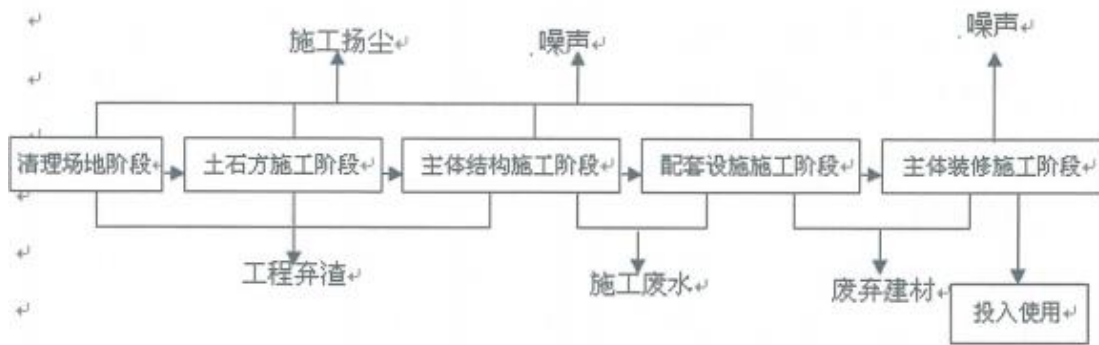 施工扬尘
噪声
噪声
清理场地阶段
土石方施工阶段
主体结构施工阶段
配套设施施工阶段
主体装修施工阶段
工程弃渣
施工废水
废弃建材
投入使用